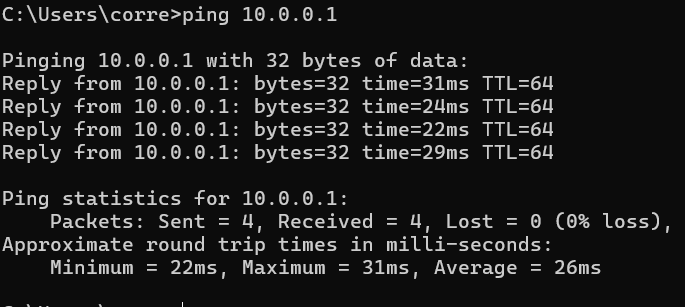 C:\Users\corre>ping 10.0.0.1
Pinging 10.0.0.1 with 32 bytes of data:
Reply from 10.0.0.1: bytes=32 time=31ms TTL=64
Reply from 10.0.0.1: bytes=32 time=24ms TTL=64
Reply from 10.0.0.1: bytes=32 time=22ms TTL=64
Reply from 10.0.0.1: bytes=32 time=29ms TTL=64
Ping statistics for 10.0.0.1:
    Packets: Sent = 4, Received = 4, Lost = 0 (0% loss),
Approximate round trip times in milli-seconds:
    Minimum = 22ms, Maximum = 31ms, Average = 26ms